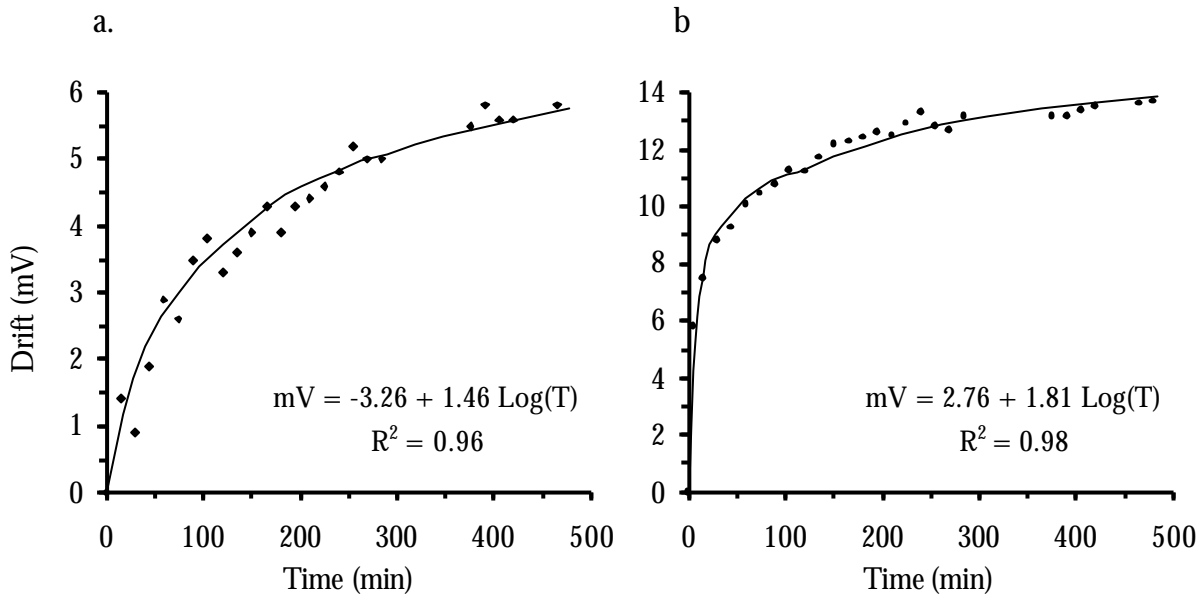 a.
6
5
4
3
2
1
0
Drift (mV)
mV = -3.26 + 1.46 Log(T)
R² = 0.96
0 100 200 300 400 500
Time (min)
b
14
12
10
8
6
4
2
0
mV = 2.76 + 1.81 Log(T)
R² = 0.98
0 100 200 300 400 500
Time (min)